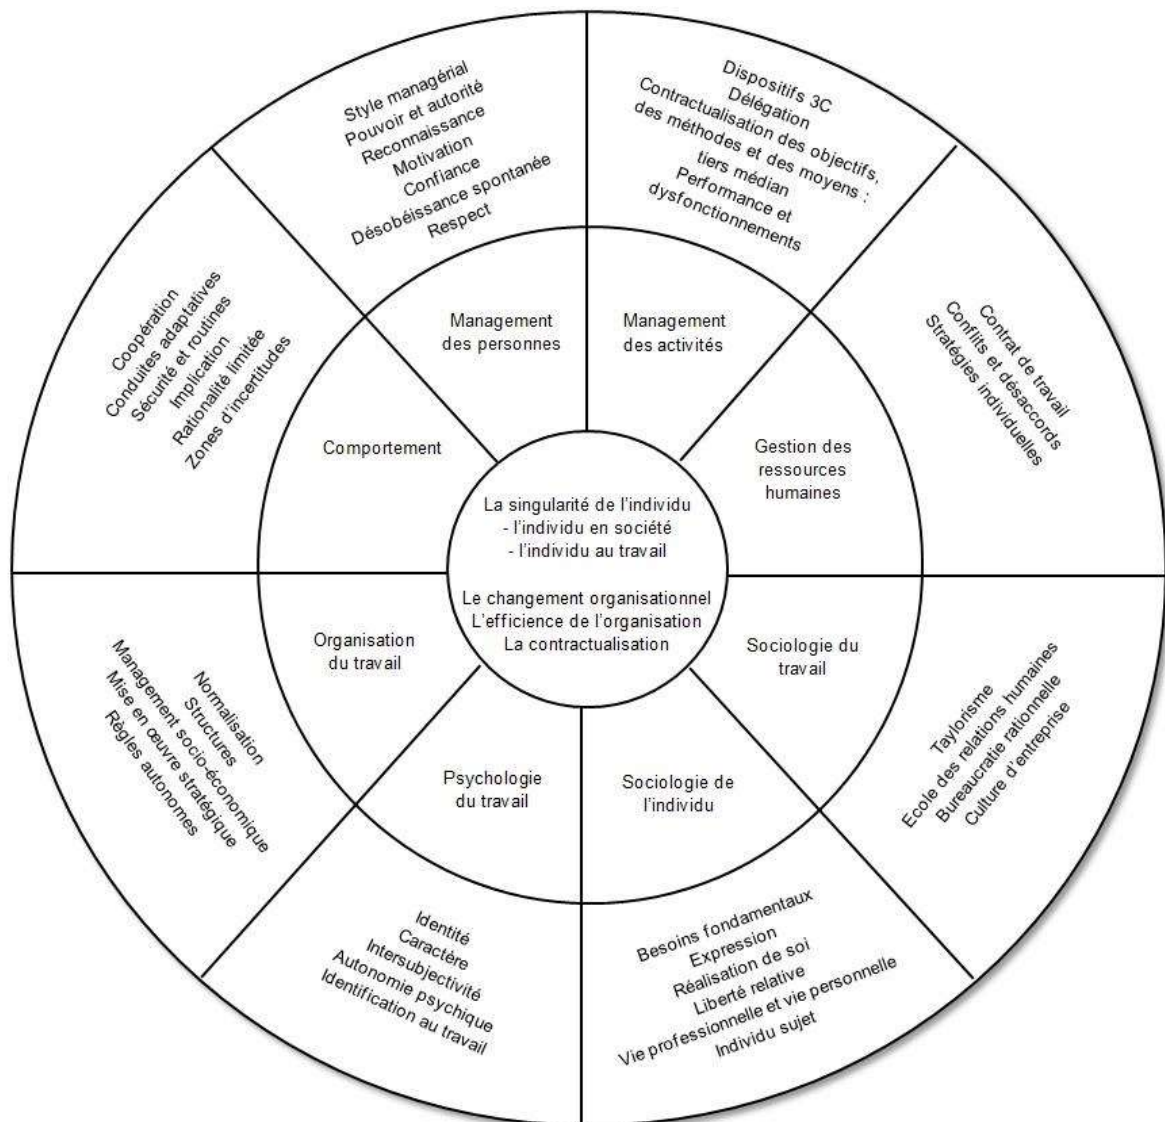 Style managérial
Pouvoir et autorité
Reconnaissance
Motivation
Confiance
Désobéissance spontanée
Respect
Dispositifs 3C
Délégation
Contractualisation des objectifs,
des méthodes et des moyens :
tiers médian
Performance et
dysfonctionnements
Coopération
Conduites adaptatives
Sécurité et routines
Implication
Rationalité limitée
Zones d'incertitudes
Contrat de travail
Conflits et désaccords
Stratégies individuelles
Management
des personnes
Management
des activités
Comportement
Gestion des
ressources
humaines
La singularité de l'individu
- l'individu en société
- l'individu au travail
Le changement organisationnel
L'efficience de l'organisation
La contractualisation
Organisation
du travail
Sociologie du
travail
Psychologie
du travail
Sociologie de
l'individu
Normalisation
Structures
Management socio-économique
Mise en œuvre stratégique
Règles autonomes
Taylorisme
Ecole des relations humaines
Bureaucratie rationnelle
Culture d'entreprise
Identité
Caractère
Intersubjectivité
Autonomie psychique
Identification au travail
Besoins fondamentaux
Expression
Réalisation de soi
Liberté relative
Vie professionnelle et vie personnelle
Individu sujet